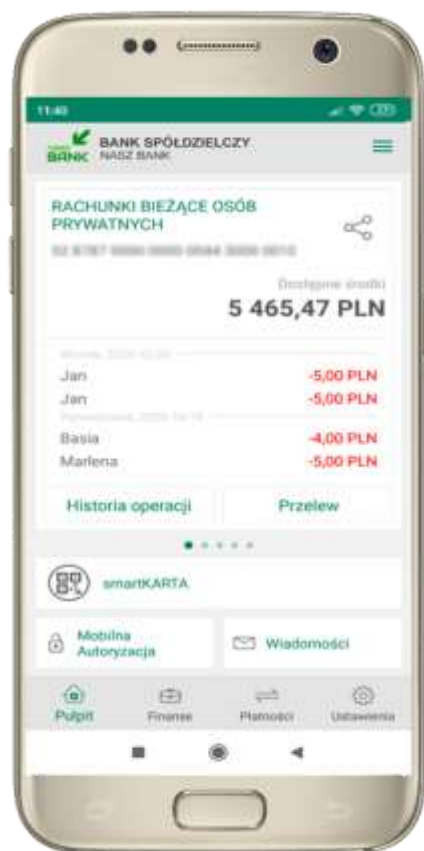 11:40
BANK
BANK SPÓŁDZIELCZY
NASZ BANK
RACHUNKI BIEŻĄCE OSÓB
PRYWATNYCH
Dostępne środki
5 465,47 PLN
Jan -5,00 PLN
Jan -5,00 PLN
Basia -4,00 PLN
Marlena -5,00 PLN
Historia operacji Przelew
smartKARTA
Mobilna
Autoryzacja
Wiadomości
Pulpit Finanse Płatności Ustawienia